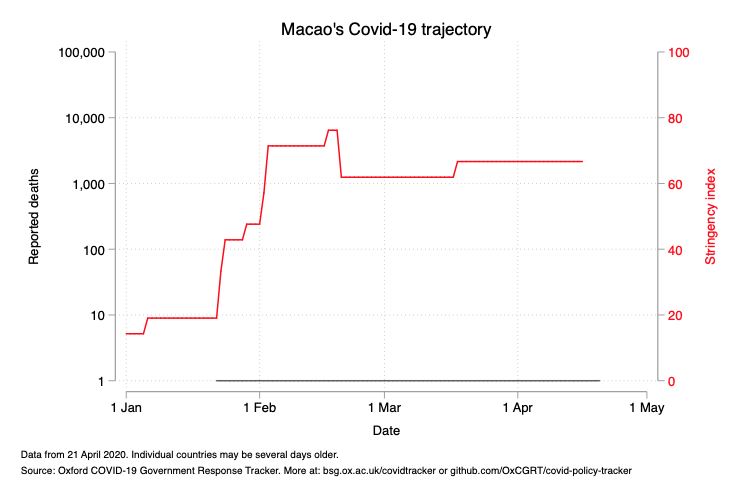 Macao's Covid-19 trajectory
100,000
10,000
1,000
100
10
1
Reported deaths
100
80
60
40
20
0
Stringency index
1 Jan
1 Feb
1 Mar
1 Apr
1 May
Date
Data from 21 April 2020. Individual countries may be several days older.
Source: Oxford COVID-19 Government Response Tracker. More at: bsg.ox.ac.uk/covidtracker or github.com/OxCGRT/covid-policy-tracker